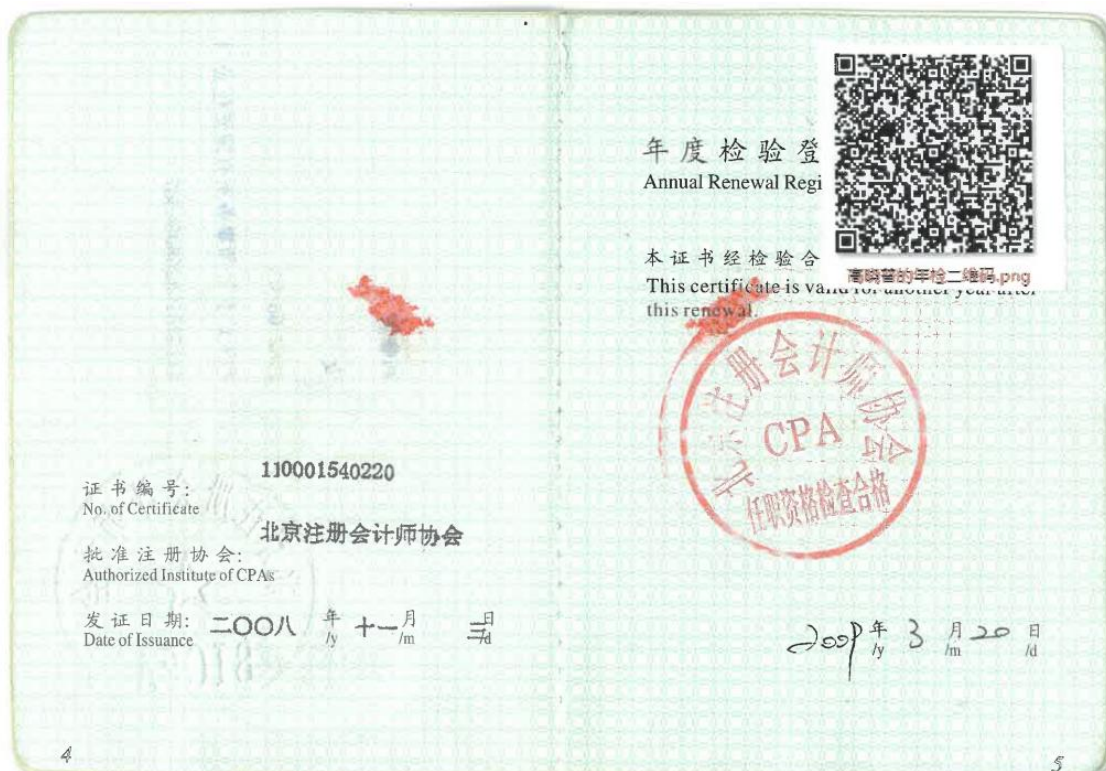 110001540220
证书编号:
No. of Certificate
北京注册会计师协会
批准注册协会:
Authorized Institute of CPAs
发证日期: 二〇〇八 年 十一 月 三 日
Date of Issuance /y /m /d
4
年度检验登
Annual Renewal Regi
本证书经检验合
This certificate is valid for another year after
this renewal.
高晓普的年检二维码.png
北京注册会计师协会
CPA
任职资格检查合格
2009 年 3 月 20 日
/y /m /d
5